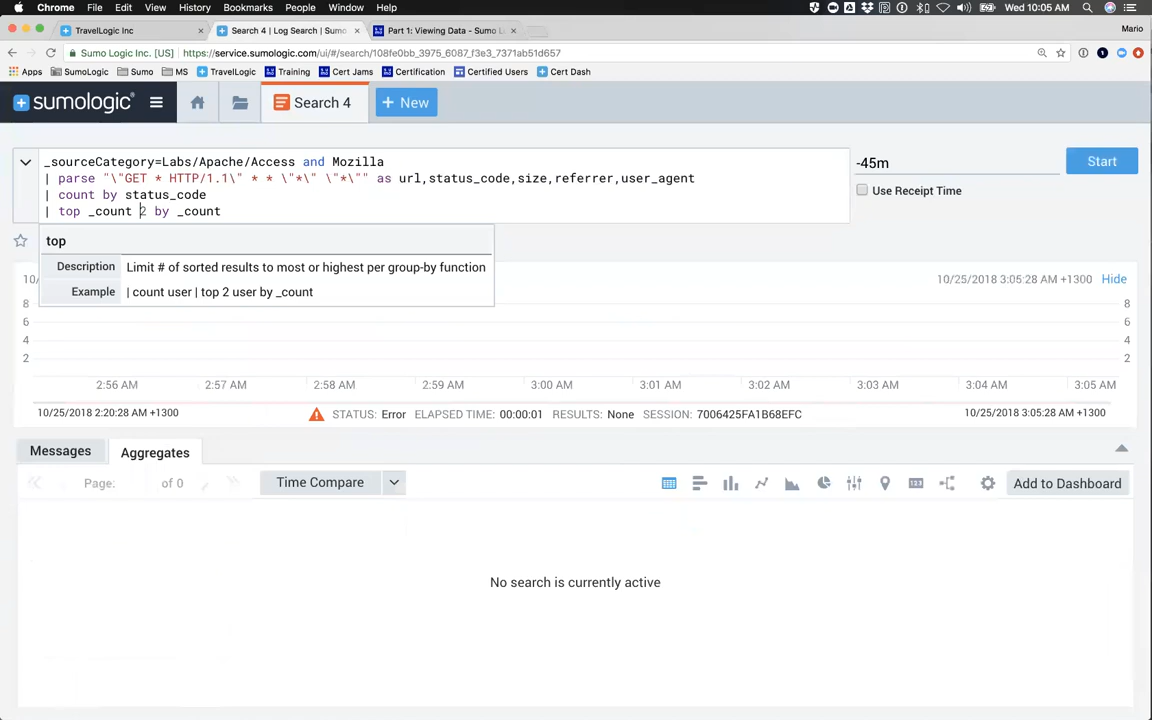 Chrome File Edit View History Bookmarks People Window Help Wed 10:05 AM
TravelLogic Inc Search 4 | Log Search | Sumo Part 1: Viewing Data - Sumo L Mario
Sumo Logic Inc. [US] https://service.sumologic.com/ui/#/search/108fe0bb_3975_6087_f3e3_7371ab51d657
Apps SumoLogic Sumo MS TravelLogic Training Cert Jams Certification Certified Users Cert Dash
sumologic Search 4 + New
_sourceCategory=Labs/Apache/Access and Mozilla
| parse "\"GET * HTTP/1.1\" * * \"*\" \"*\"" as url,status_code,size,referrer,user_agent
| count by status_code
| top _count 2 by _count
-45m Start
Use Receipt Time
top
Description Limit # of sorted results to most or highest per group-by function
Example | count user | top 2 user by _count
10/ 10/25/2018 3:05:28 AM +1300 Hide
8 8
6 6
4 4
2 2
2:56 AM 2:57 AM 2:58 AM 2:59 AM 3:00 AM 3:01 AM 3:02 AM 3:03 AM 3:04 AM 3:05 AM
10/25/2018 2:20:28 AM +1300 STATUS: Error ELAPSED TIME: 00:00:01 RESULTS: None SESSION: 7006425FA1B68EFC 10/25/2018 3:05:28 AM +1300
Messages Aggregates
Page: of 0 Time Compare Add to Dashboard
No search is currently active